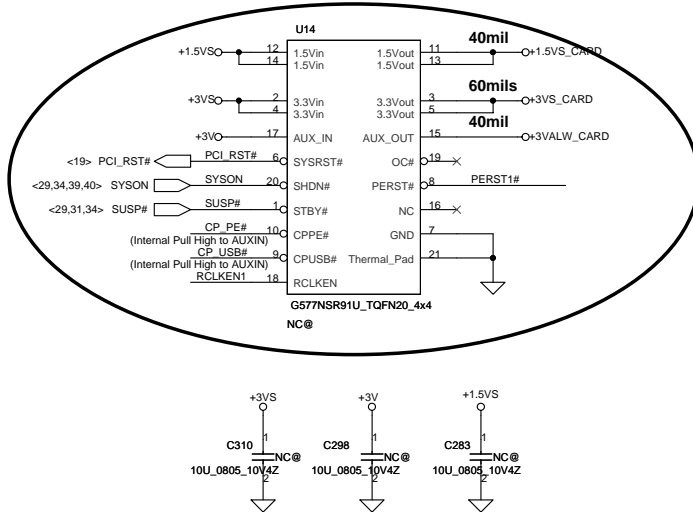 U14
40mil
+1.5VS 12 1.5Vin 1.5Vout 11 +1.5VS_CARD
14 1.5Vin 1.5Vout 13
60mils
+3VS 2 3.3Vin 3.3Vout 3 +3VS_CARD
4 3.3Vin 3.3Vout 5
40mil
+3V 17 AUX_IN AUX_OUT 15 +3VALW_CARD
<19> PCI_RST# PCI_RST# 6 SYSRST# OC# 19
<29,34,39,40> SYSON SYSON 20 SHDN# PERST# 8 PERST1#
<29,31,34> SUSP# SUSP# 1 STBY# NC 16
CP_PE# 10 CPPE# GND 7
(Internal Pull High to AUXIN)
CP_USB# 9 CPUSB# Thermal_Pad 21
(Internal Pull High to AUXIN)
RCLKEN1 18 RCLKEN
G577NSR91U_TQFN20_4x4
NC@
+3VS +3V +1.5VS
1 1 1
C310 C298 C283
NC@ NC@ NC@
10U_0805_10V4Z 10U_0805_10V4Z 10U_0805_10V4Z
2 2 2